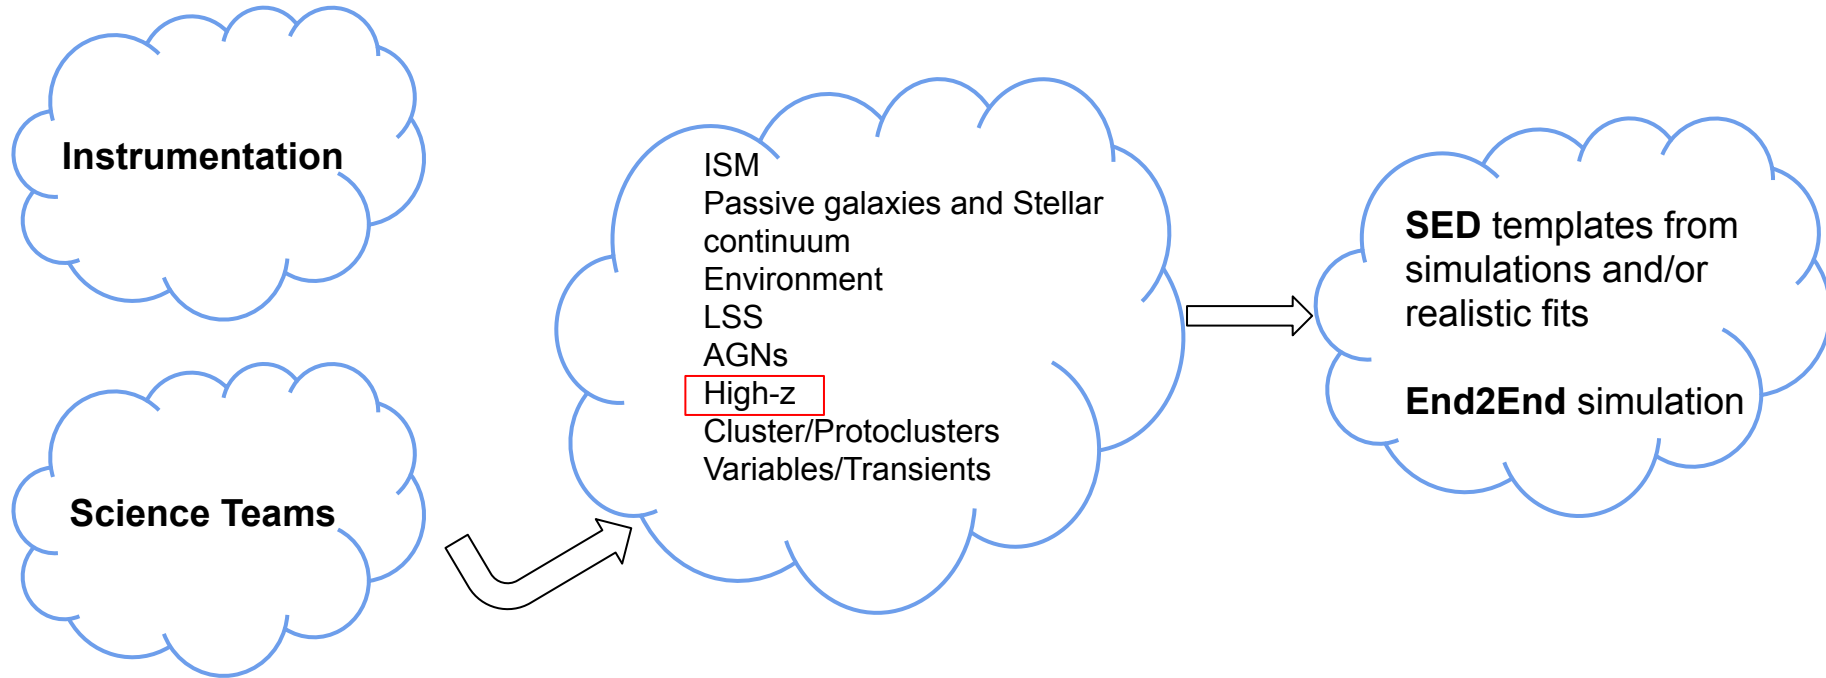 Instrumentation
Science Teams
ISM
Passive galaxies and Stellar
continuum
Environment
LSS
AGNs
High-z
Cluster/Protoclusters
Variables/Transients
SED templates from
simulations and/or
realistic fits
End2End simulation